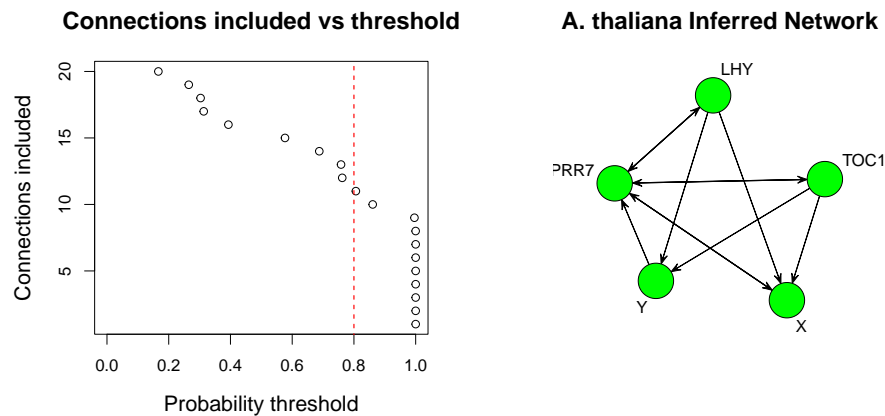 Connections included vs threshold
Connections included
20
15
10
5
0.0 0.2 0.4 0.6 0.8 1.0
Probability threshold
A. thaliana Inferred Network
LHY
TOC1
PRR7
Y
X